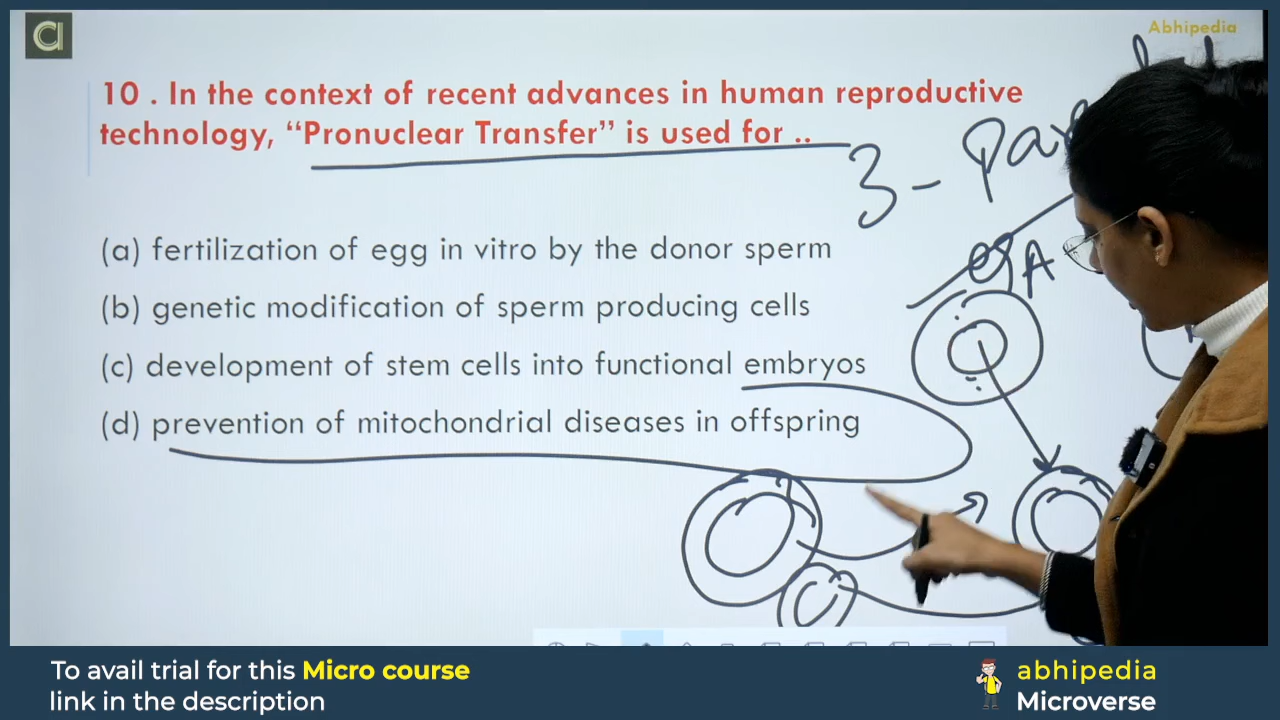 Abhipedia
10 . In the context of recent advances in human reproductive
technology, “Pronuclear Transfer” is used for ..
3 - Pa
(a) fertilization of egg in vitro by the donor sperm
A
(b) genetic modification of sperm producing cells
(c) development of stem cells into functional embryos
(d) prevention of mitochondrial diseases in offspring
To avail trial for this Micro course
link in the description
abhipedia
Microverse